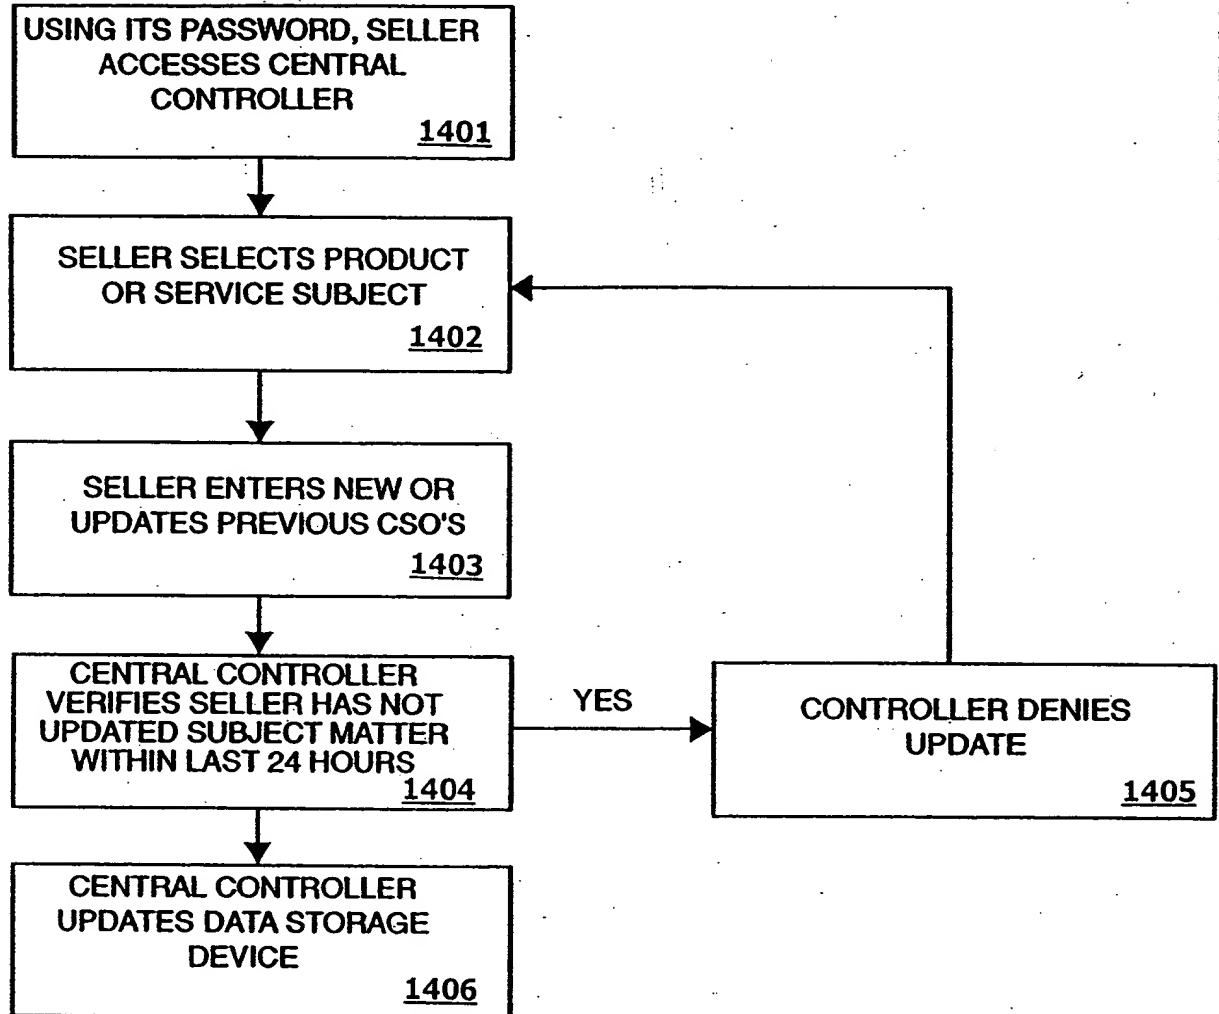 USING ITS PASSWORD, SELLER
ACCESSES CENTRAL
CONTROLLER
1401
SELLER SELECTS PRODUCT
OR SERVICE SUBJECT
1402
SELLER ENTERS NEW OR
UPDATES PREVIOUS CSO'S
1403
CENTRAL CONTROLLER
VERIFIES SELLER HAS NOT
UPDATED SUBJECT MATTER
WITHIN LAST 24 HOURS
1404
YES
CONTROLLER DENIES
UPDATE
1405
CENTRAL CONTROLLER
UPDATES DATA STORAGE
DEVICE
1406